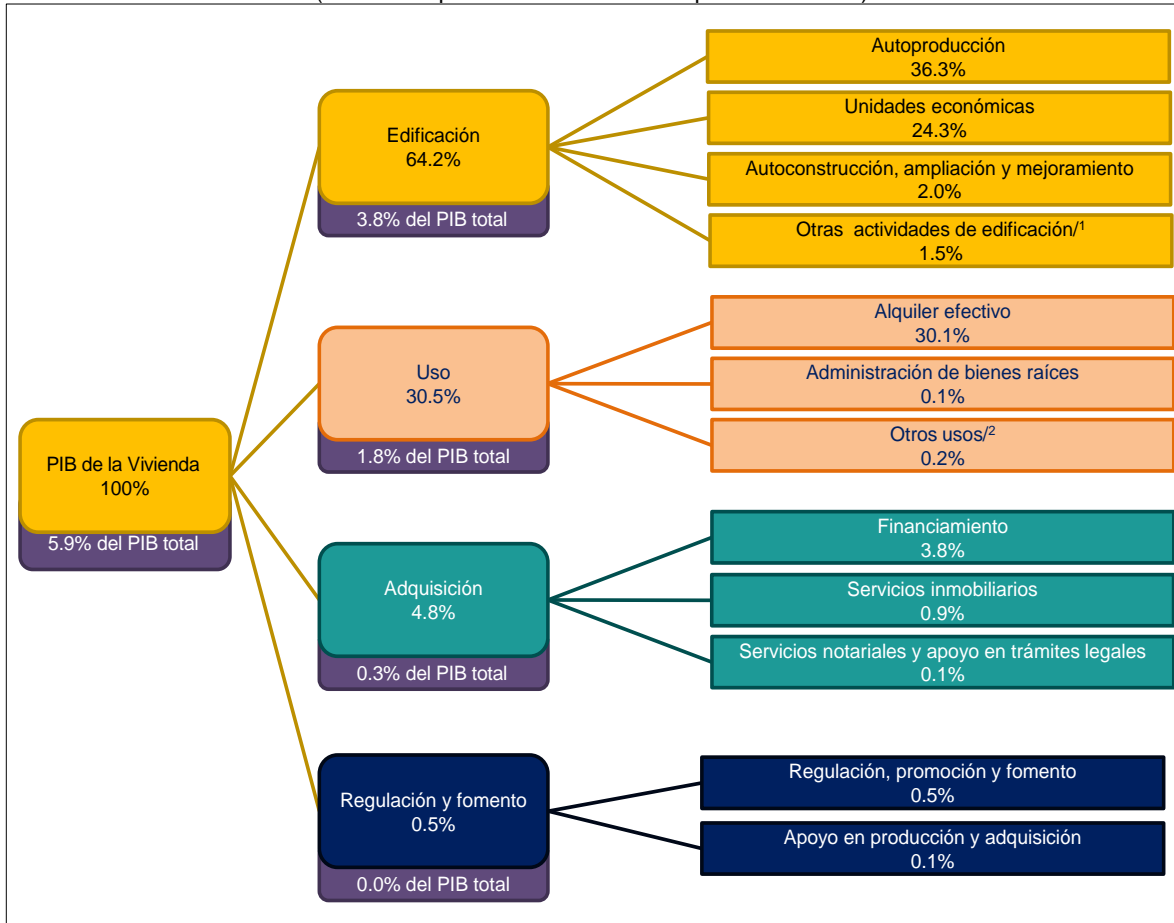 PIB de la Vivienda
100%
5.9% del PIB total
Edificación
64.2%
3.8% del PIB total
Autoproducción
36.3%
Unidades económicas
24.3%
Autoconstrucción, ampliación y mejoramiento
2.0%
Otras actividades de edificación/1
1.5%
Uso
30.5%
1.8% del PIB total
Alquiler efectivo
30.1%
Administración de bienes raíces
0.1%
Otros usos/2
0.2%
Adquisición
4.8%
0.3% del PIB total
Financiamiento
3.8%
Servicios inmobiliarios
0.9%
Servicios notariales y apoyo en trámites legales
0.1%
Regulación y fomento
0.5%
0.0% del PIB total
Regulación, promoción y fomento
0.5%
Apoyo en producción y adquisición
0.1%